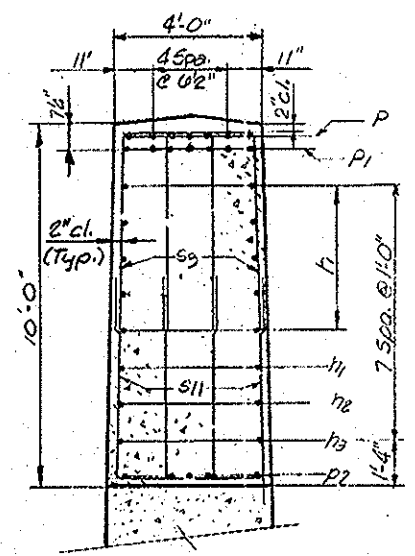 4'-0"
11'
4 Spa.
@ 6½"
11"
7½"
2" cl.
P
P1
2" cl.
(Typ.)
S9
h
10'-0"
7 Spa. @ 1'-0"
S11
h1
h2
h3
P2
1'-4"